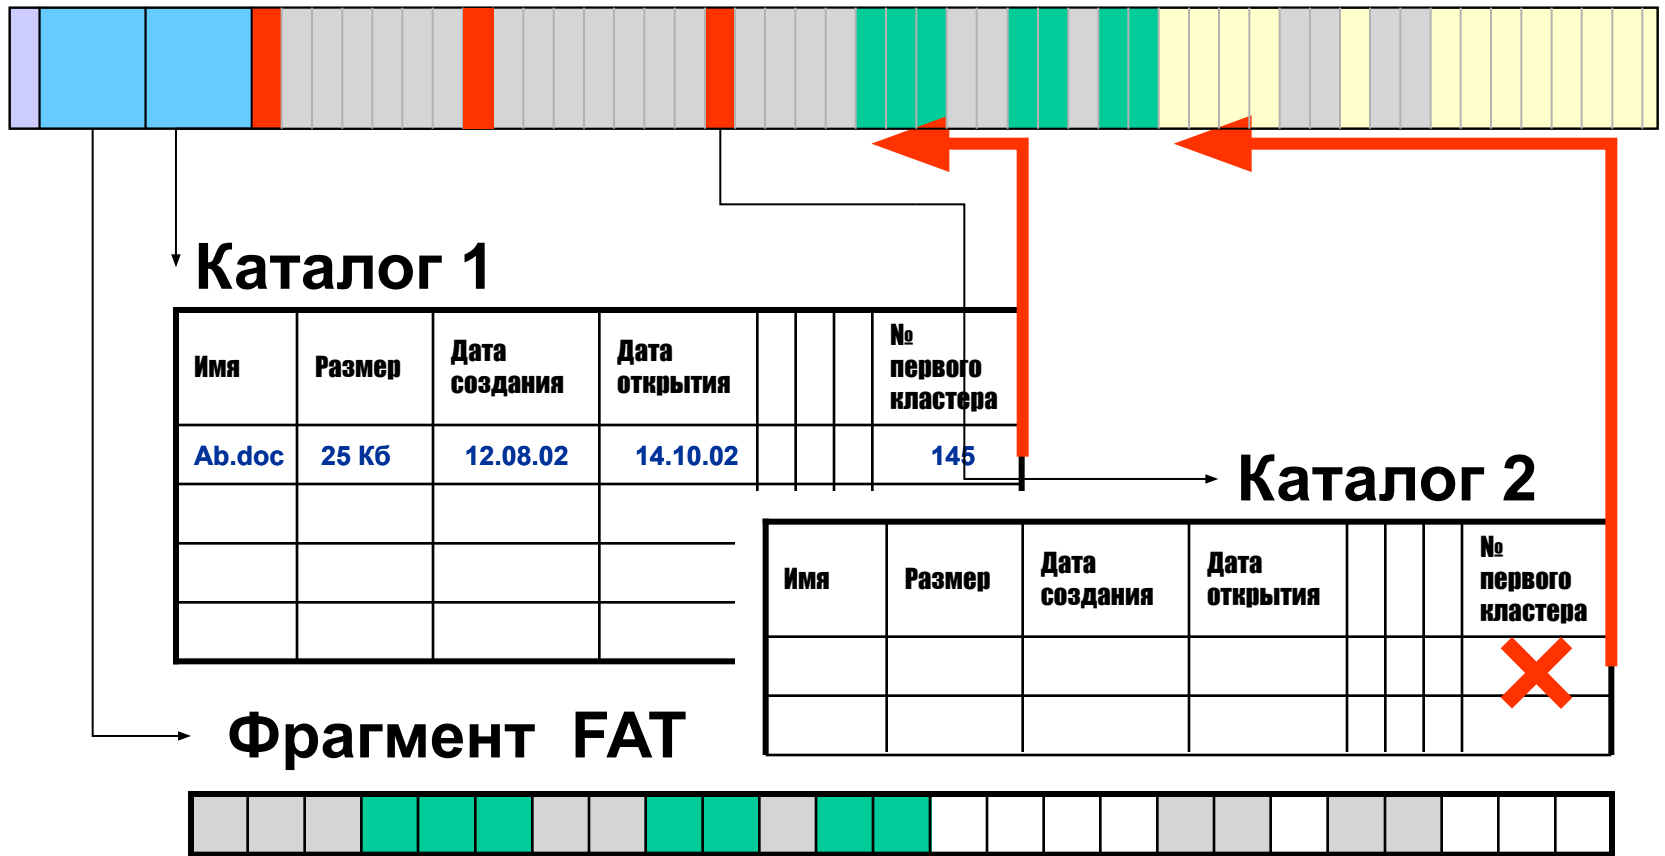 Каталог 1
Имя
Размер
Дата
создания
Дата
открытия
№
первого
кластера
Ab.doc 25 Кб 12.08.02 14.10.02 145
Каталог 2
Имя
Размер
Дата
создания
Дата
открытия
№
первого
кластера
Фрагмент FAT